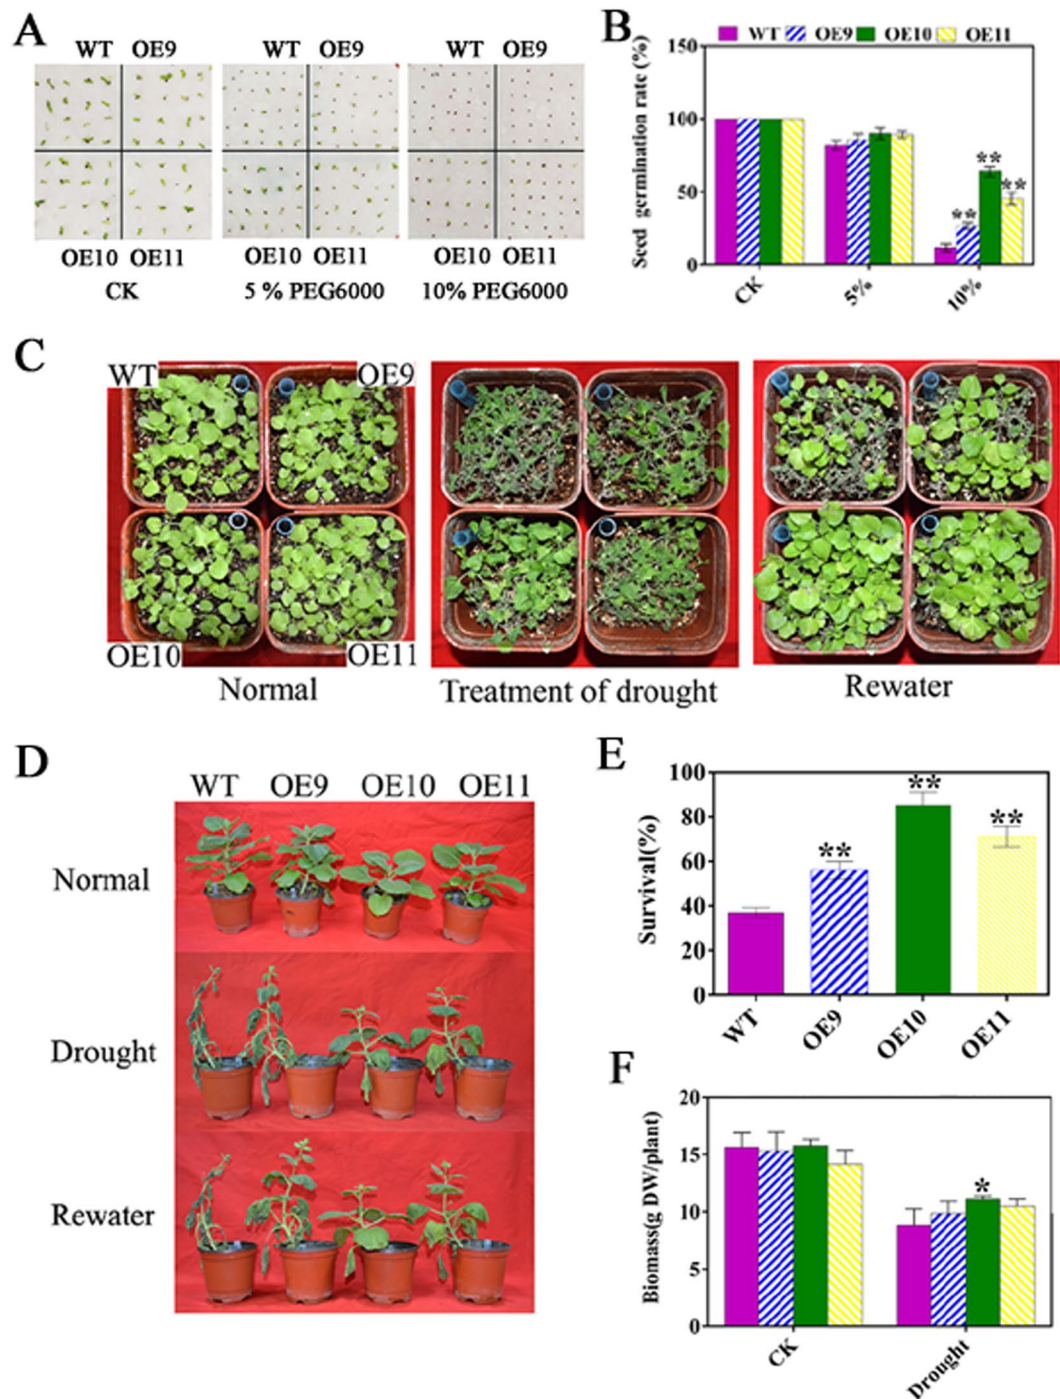 A
WT OE9
WT OE9
WT OE9
OE10 OE11
OE10 OE11
OE10 OE11
CK
5 % PEG6000
10% PEG6000
B
WT OE9 OE10 OE11
Seed germination rate (%)
150
100
50
0
**
**
**
CK
5%
10%
C
WT
OE9
OE10
OE11
Normal
Treatment of drought
Rewater
D
WT OE9 OE10 OE11
Normal
Drought
Rewater
E
Survival(%)
100
80
60
40
20
0
**
**
**
WT
OE9
OE10
OE11
F
Biomass(g DW/plant)
20
15
10
5
0
*
CK
Drought